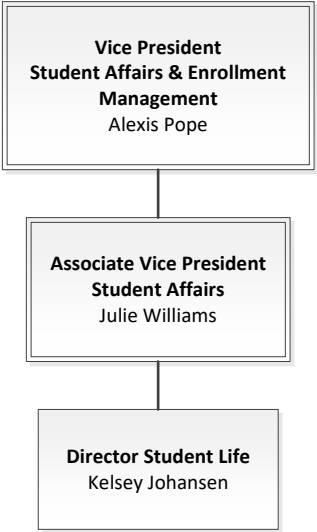 Vice President
Student Affairs & Enrollment
Management
Alexis Pope
Associate Vice President
Student Affairs
Julie Williams
Director Student Life
Kelsey Johansen